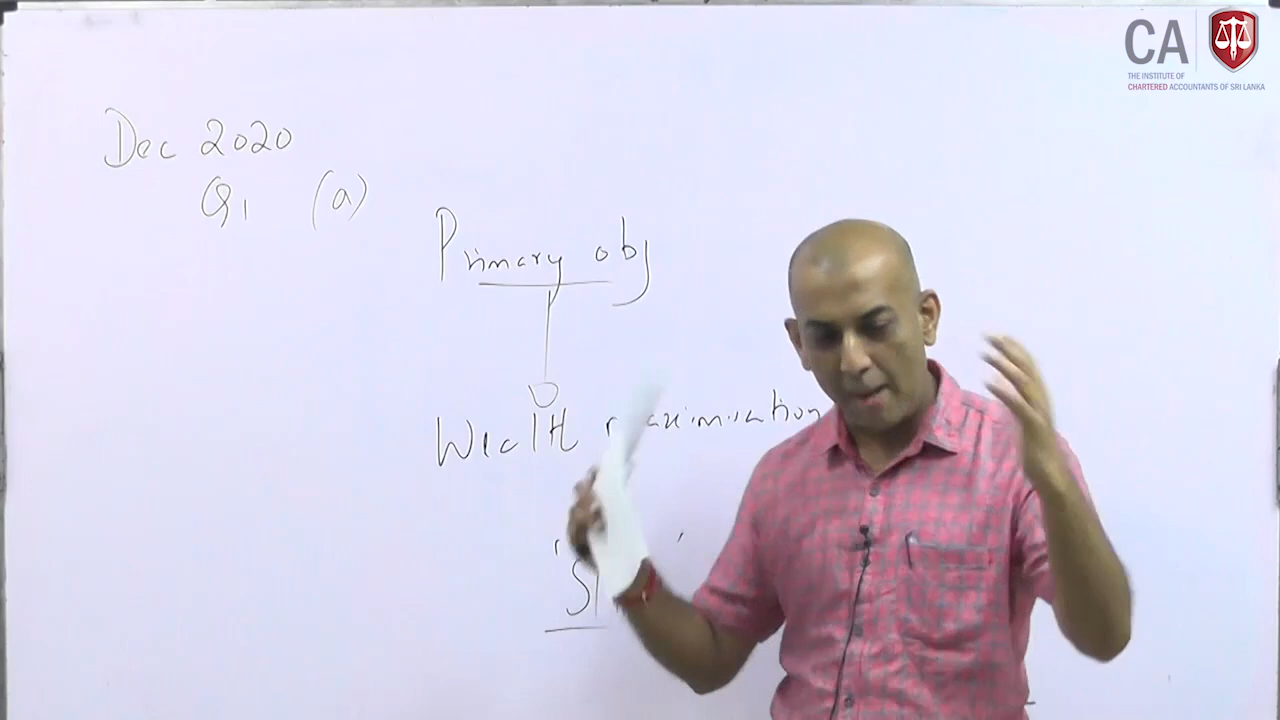 CA
THE INSTITUTE OF
CHARTERED ACCOUNTANTS OF SRI LANKA
Dec 2020
Q1 (a)
Primary obj
Wealth